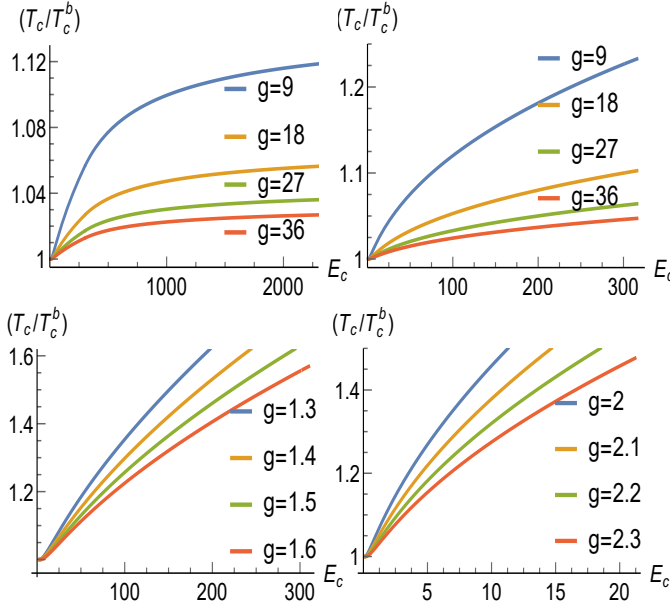 (T_c/T_c^b)
1.12
1.08
1.04
1
1000
2000
E_c
g=9
g=18
g=27
g=36
(T_c/T_c^b)
1.2
1.1
1
100
200
300
E_c
g=9
g=18
g=27
g=36
(T_c/T_c^b)
1.6
1.4
1.2
1
100
200
300
E_c
g=1.3
g=1.4
g=1.5
g=1.6
(T_c/T_c^b)
1.4
1.2
1
5
10
15
20
E_c
g=2
g=2.1
g=2.2
g=2.3